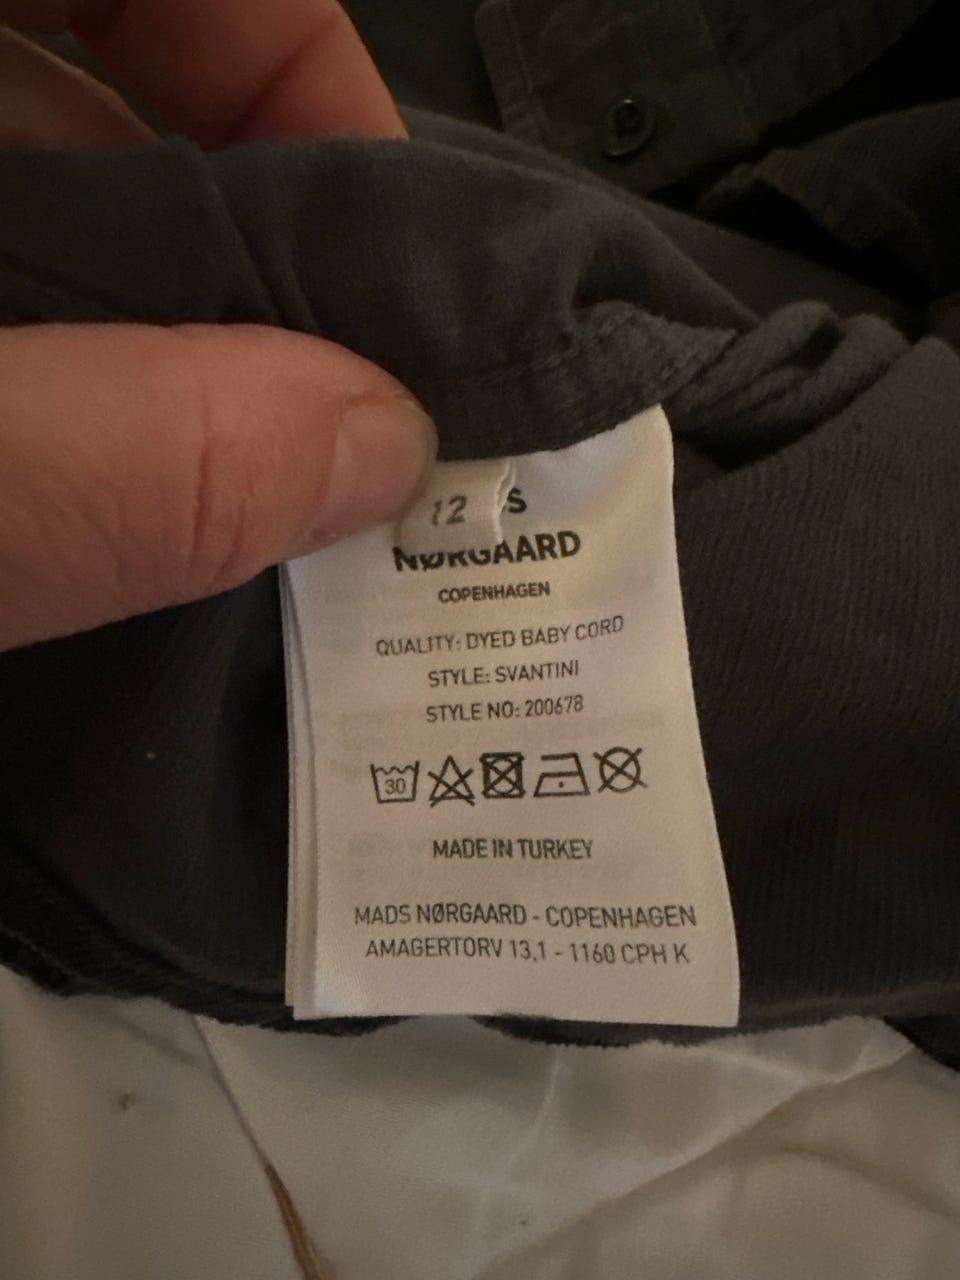 12
S
NØRGAARD
COPENHAGEN
QUALITY: DYED BABY CORD
STYLE: SVANTINI
STYLE NO: 200678
30
MADE IN TURKEY
MADS NØRGAARD - COPENHAGEN
AMAGERTORV 13,1 - 1160 CPH K